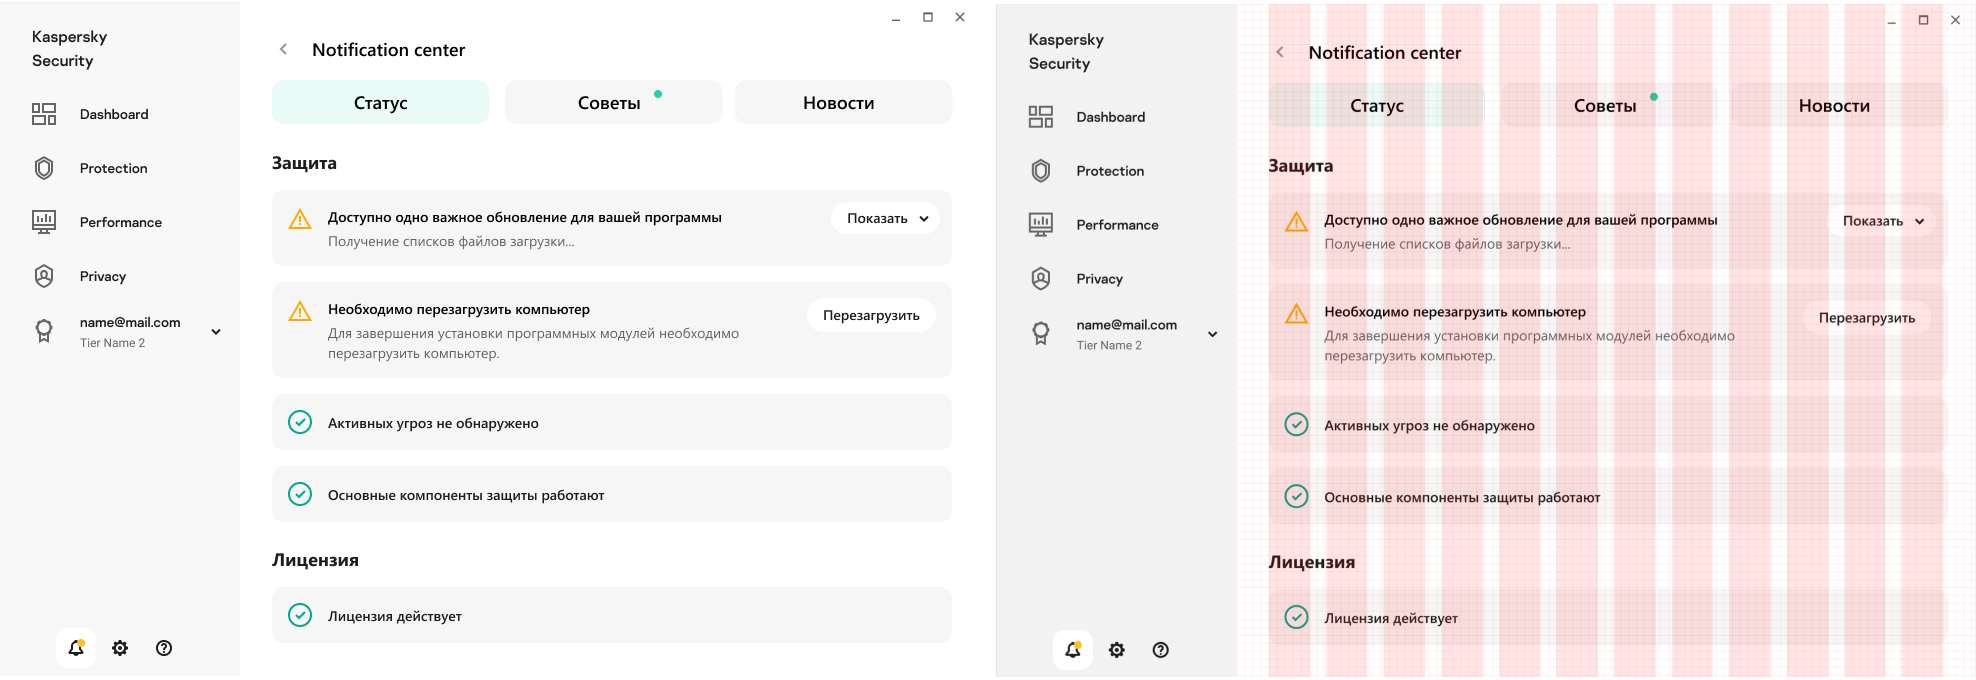 Kaspersky
Security
Dashboard
Protection
Performance
Privacy
name@mail.com
Tier Name 2
Notification center
Статус
Советы
Новости
Защита
Доступно одно важное обновление для вашей программы
Получение списков файлов загрузки...
Показать
Необходимо перезагрузить компьютер
Для завершения установки программных модулей необходимо
перезагрузить компьютер.
Перезагрузить
Активных угроз не обнаружено
Основные компоненты защиты работают
Лицензия
Лицензия действует
Kaspersky
Security
Dashboard
Protection
Performance
Privacy
name@mail.com
Tier Name 2
Notification center
Статус
Советы
Новости
Защита
Доступно одно важное обновление для вашей программы
Получение списков файлов загрузки...
Показать
Необходимо перезагрузить компьютер
Для завершения установки программных модулей необходимо
перезагрузить компьютер.
Перезагрузить
Активных угроз не обнаружено
Основные компоненты защиты работают
Лицензия
Лицензия действует